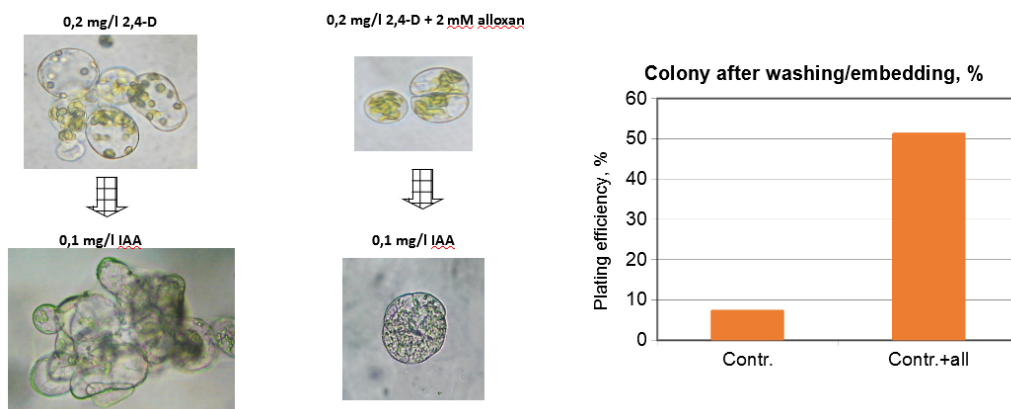 0,2 mg/l 2,4-D
0,2 mg/l 2,4-D + 2 mM alloxan
0,1 mg/l IAA
0,1 mg/l IAA
Colony after washing/embedding, %
Plating efficiency, %
60
50
40
30
20
10
0
Contr.
Contr.+all